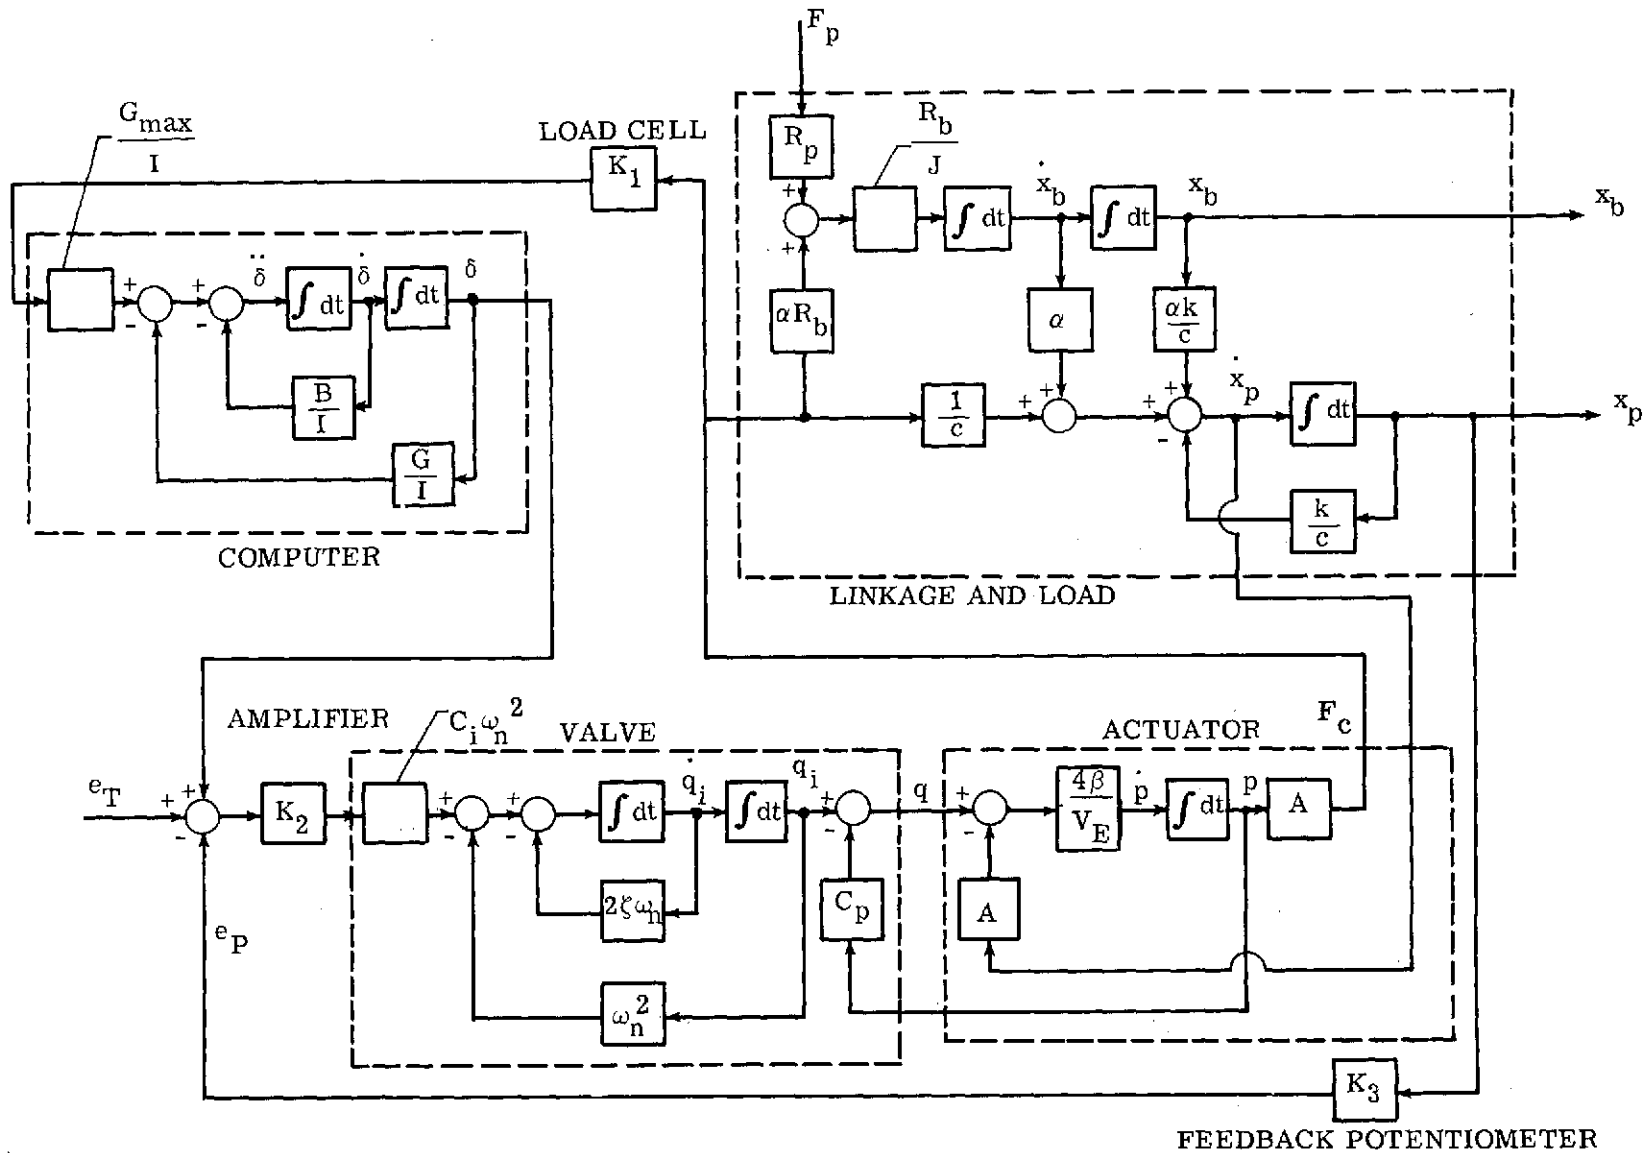 F_p
G_max / I
LOAD CELL
K_1
R_p
R_b / J
+
+
∫ dt
ẋ_b
∫ dt
x_b
x_b
+
-
+
-
δ̈
∫ dt
δ̇
∫ dt
δ
αR_b
α
αk / c
B / I
G / I
1 / c
+
+
+
+
-
ẋ_p
∫ dt
x_p
k / c
COMPUTER
LINKAGE AND LOAD
AMPLIFIER
C_i ω_n^2
VALVE
ACTUATOR
F_c
e_T
+
+
-
K_2
+
-
+
-
∫ dt
q̇_i
∫ dt
q_i
+
-
q
+
-
4β / V_E
ṗ
∫ dt
p
A
2ζω_n
C_p
A
e_P
ω_n^2
K_3
FEEDBACK POTENTIOMETER